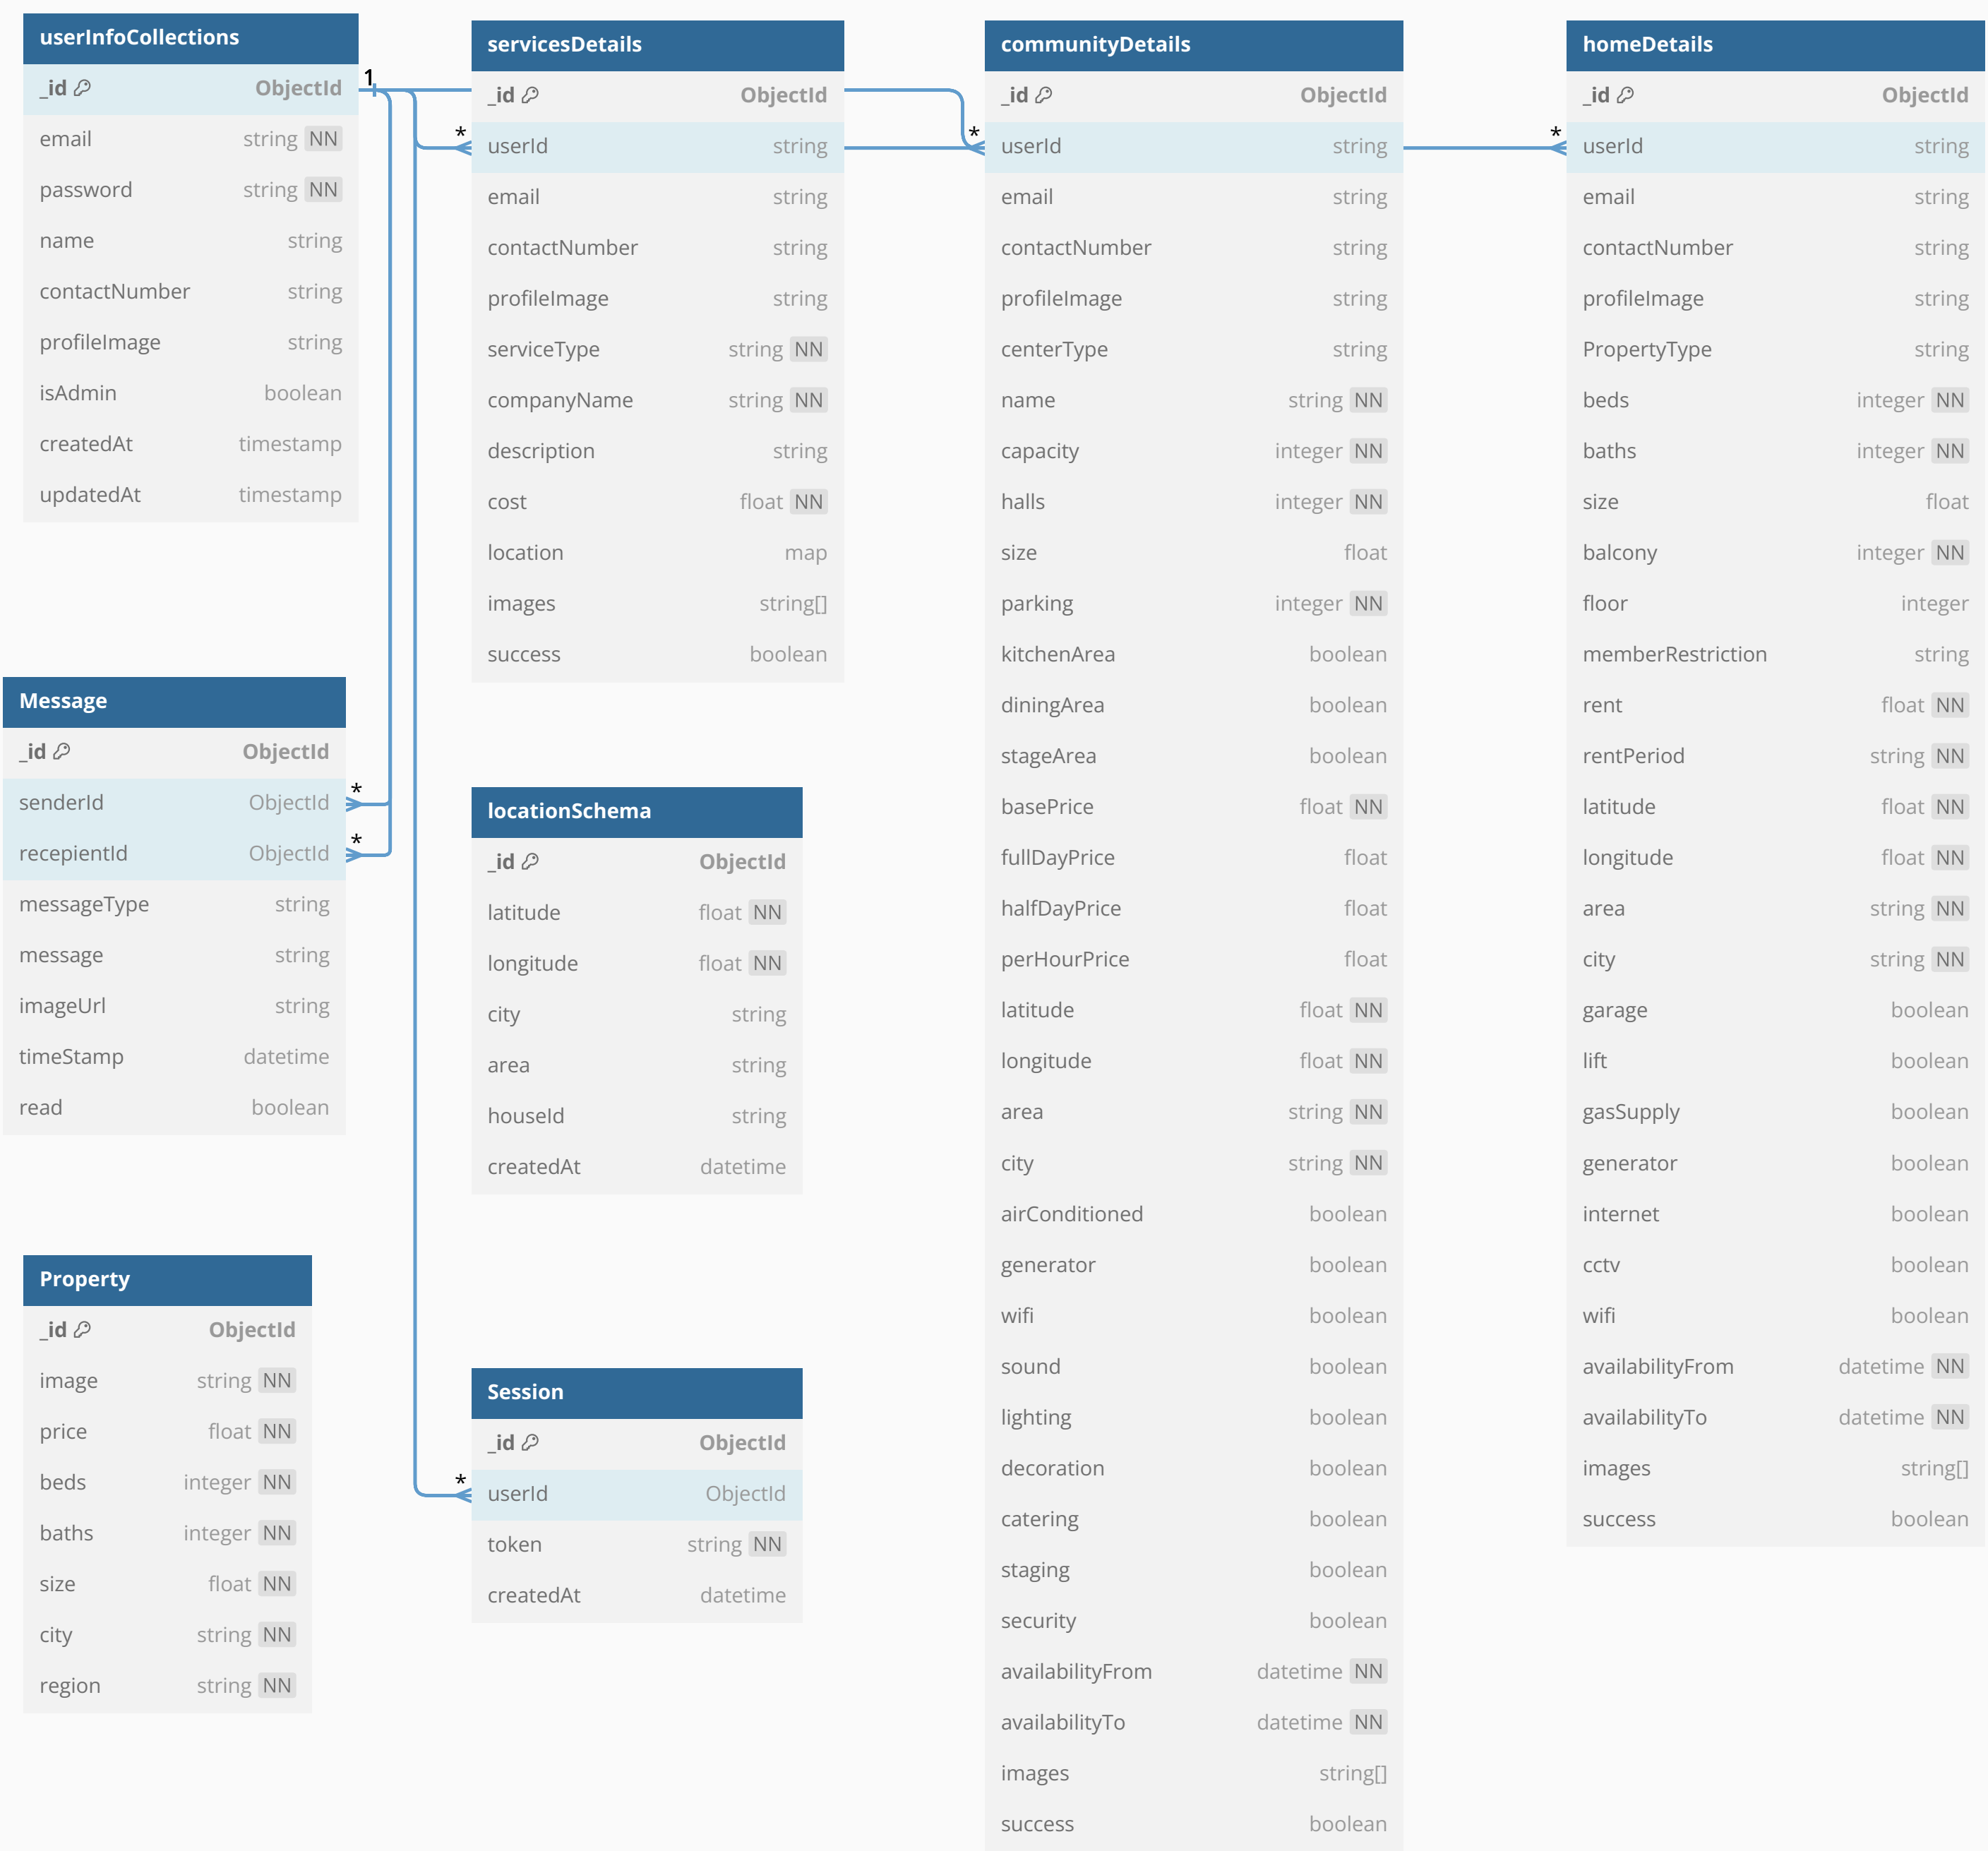 userInfoCollections
_id ObjectId
email string NN
password string NN
name string
contactNumber string
profileImage string
isAdmin boolean
createdAt timestamp
updatedAt timestamp
1
*
*
*
*
*
*
servicesDetails
_id ObjectId
userId string
email string
contactNumber string
profileImage string
serviceType string NN
companyName string NN
description string
cost float NN
location map
images string[]
success boolean
communityDetails
_id ObjectId
userId string
email string
contactNumber string
profileImage string
centerType string
name string NN
capacity integer NN
halls integer NN
size float
parking integer NN
kitchenArea boolean
diningArea boolean
stageArea boolean
basePrice float NN
fullDayPrice float
halfDayPrice float
perHourPrice float
latitude float NN
longitude float NN
area string NN
city string NN
airConditioned boolean
generator boolean
wifi boolean
sound boolean
lighting boolean
decoration boolean
catering boolean
staging boolean
security boolean
availabilityFrom datetime NN
availabilityTo datetime NN
images string[]
success boolean
homeDetails
_id ObjectId
userId string
email string
contactNumber string
profileImage string
PropertyType string
beds integer NN
baths integer NN
size float
balcony integer NN
floor integer
memberRestriction string
rent float NN
rentPeriod string NN
latitude float NN
longitude float NN
area string NN
city string NN
garage boolean
lift boolean
gasSupply boolean
generator boolean
internet boolean
cctv boolean
wifi boolean
availabilityFrom datetime NN
availabilityTo datetime NN
images string[]
success boolean
Message
_id ObjectId
senderId ObjectId
recepientId ObjectId
messageType string
message string
imageUrl string
timeStamp datetime
read boolean
locationSchema
_id ObjectId
latitude float NN
longitude float NN
city string
area string
houseId string
createdAt datetime
Property
_id ObjectId
image string NN
price float NN
beds integer NN
baths integer NN
size float NN
city string NN
region string NN
Session
_id ObjectId
userId ObjectId
token string NN
createdAt datetime